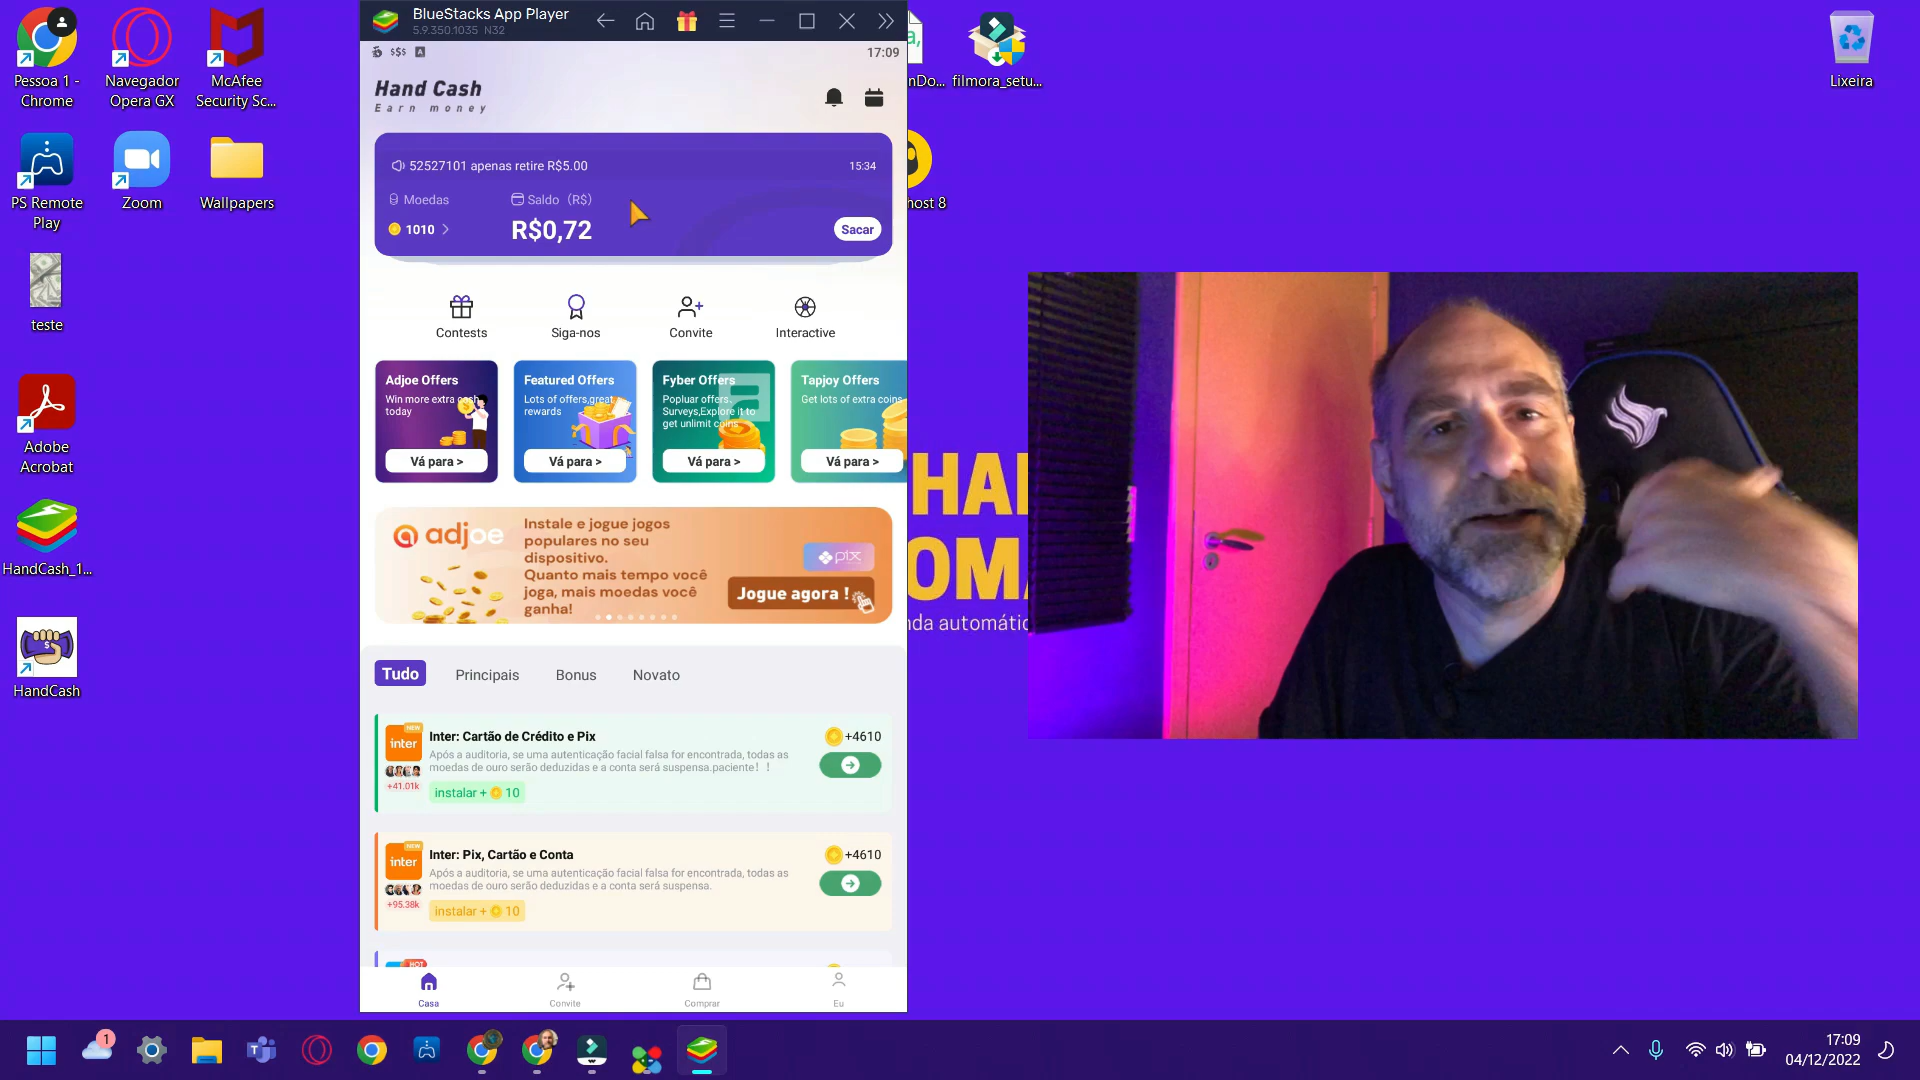 BlueStacks App Player
5.9.350.1035 N32
$$$
17:09
Hand Cash
Earn money
52527101 apenas retire R$5.00
15:34
Moedas
Saldo (R$)
1010
R$0,72
Sacar
Contests
Siga-nos
Convite
Interactive
Adjoe Offers
Win more extra cash today
Vá para >
Featured Offers
Lots of offers,great
rewards
Vá para >
Fyber Offers
Popluar offers、
Surveys,Explore it to
get unlimit coins
Vá para >
Tapjoy Offers
Get lots of extra coins
Vá para >
adjoe
Instale e jogue jogos
populares no seu
dispositivo.
Quanto mais tempo você
joga, mais moedas você
ganha!
pix
Jogue agora !
Tudo
Principais
Bonus
Novato
NEW
inter
+41.01k
Inter: Cartão de Crédito e Pix
Após a auditoria, se uma autenticação facial falsa for encontrada, todas as
moedas de ouro serão deduzidas e a conta será suspensa.paciente！！
instalar + 10
+4610
NEW
inter
+95.38k
Inter: Pix, Cartão e Conta
Após a auditoria, se uma autenticação facial falsa for encontrada, todas as
moedas de ouro serão deduzidas e a conta será suspensa.
instalar + 10
+4610
HOT
Casa
Convite
Comprar
Eu
Pessoa 1 -
Chrome
Navegador
Opera GX
McAfee
Security Sc...
PS Remote
Play
Zoom
Wallpapers
teste
Adobe
Acrobat
HandCash_1...
HandCash
a,
nDo...
filmora_setu...
host 8
Lixeira
HAI
OMA
nda automátic
1
17:09
04/12/2022